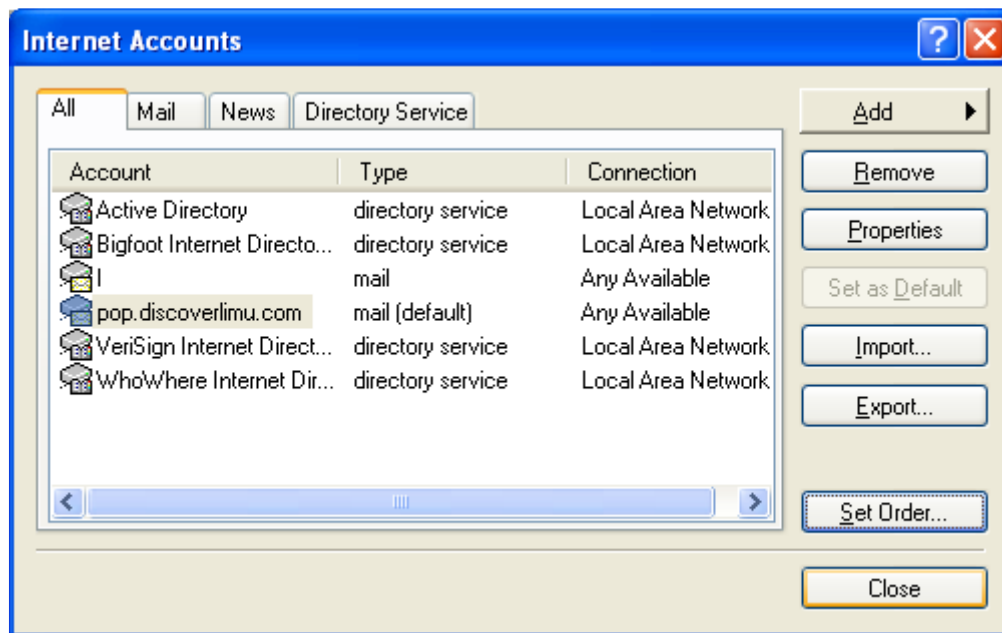 Internet Accounts
All Mail News Directory Service
Add
Account Type Connection
Remove
Active Directory directory service Local Area Network
Properties
Bigfoot Internet Directo... directory service Local Area Network
I mail Any Available
Set as Default
pop.discoverlimu.com mail (default) Any Available
VeriSign Internet Direct... directory service Local Area Network
Import...
WhoWhere Internet Dir... directory service Local Area Network
Export...
Set Order...
Close